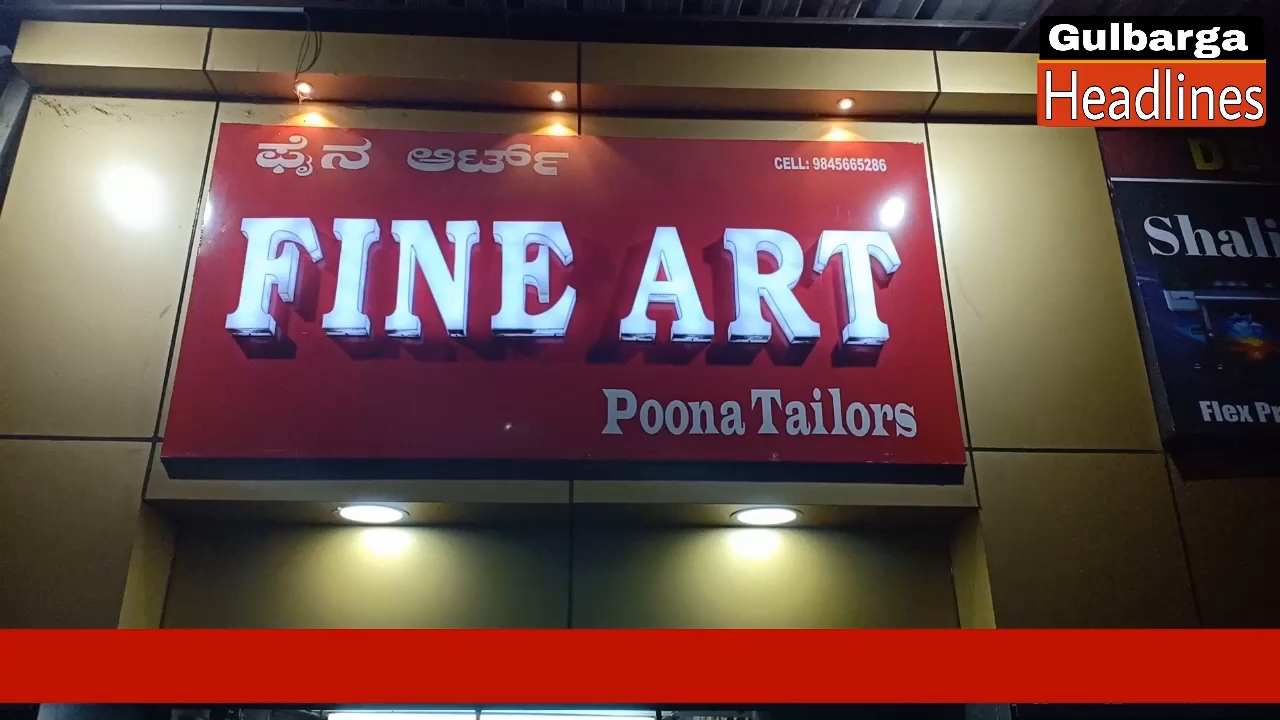 Gulbarga
Headlines
ಫೈನ ಆರ್ಟ್
CELL: 9845665286
FINE ART
Poona Tailors
Shali
Flex Pr